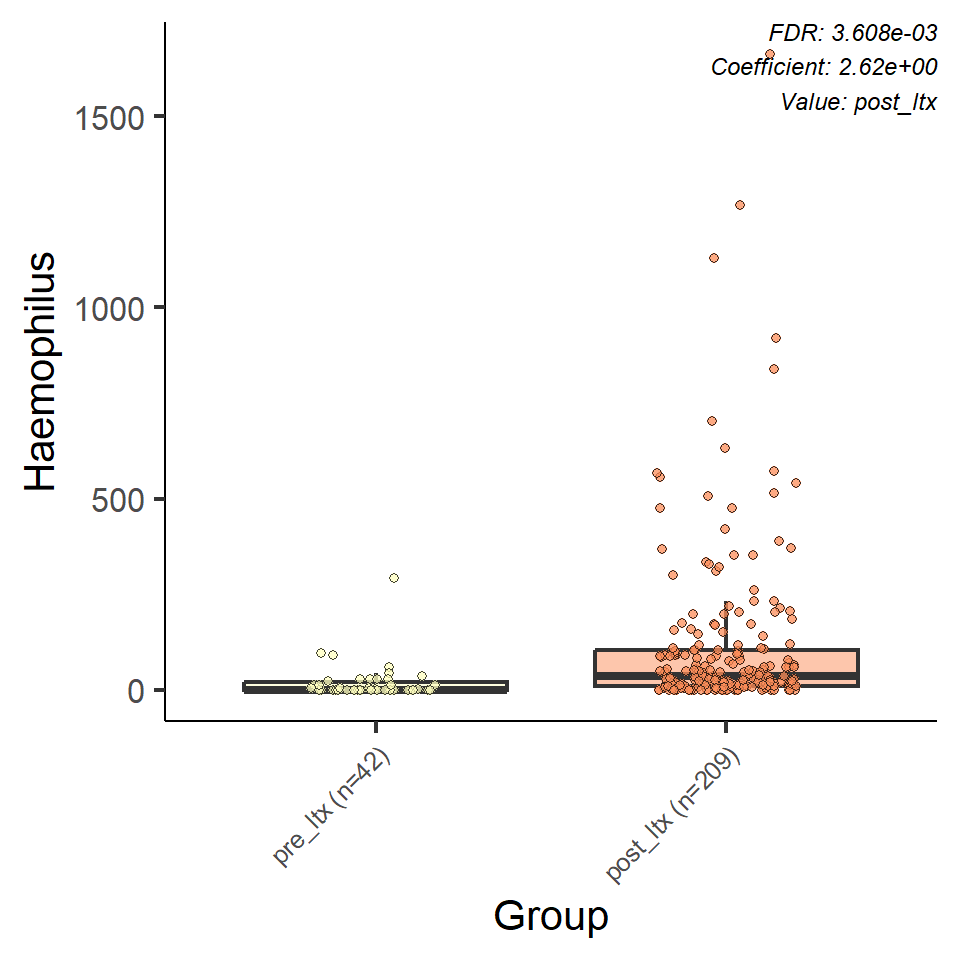 FDR: 3.608e-03
Coefficient: 2.62e+00
Value: post_ltx
1500
1000
500
0
Haemophilus
pre_ltx (n=42)
post_ltx (n=209)
Group